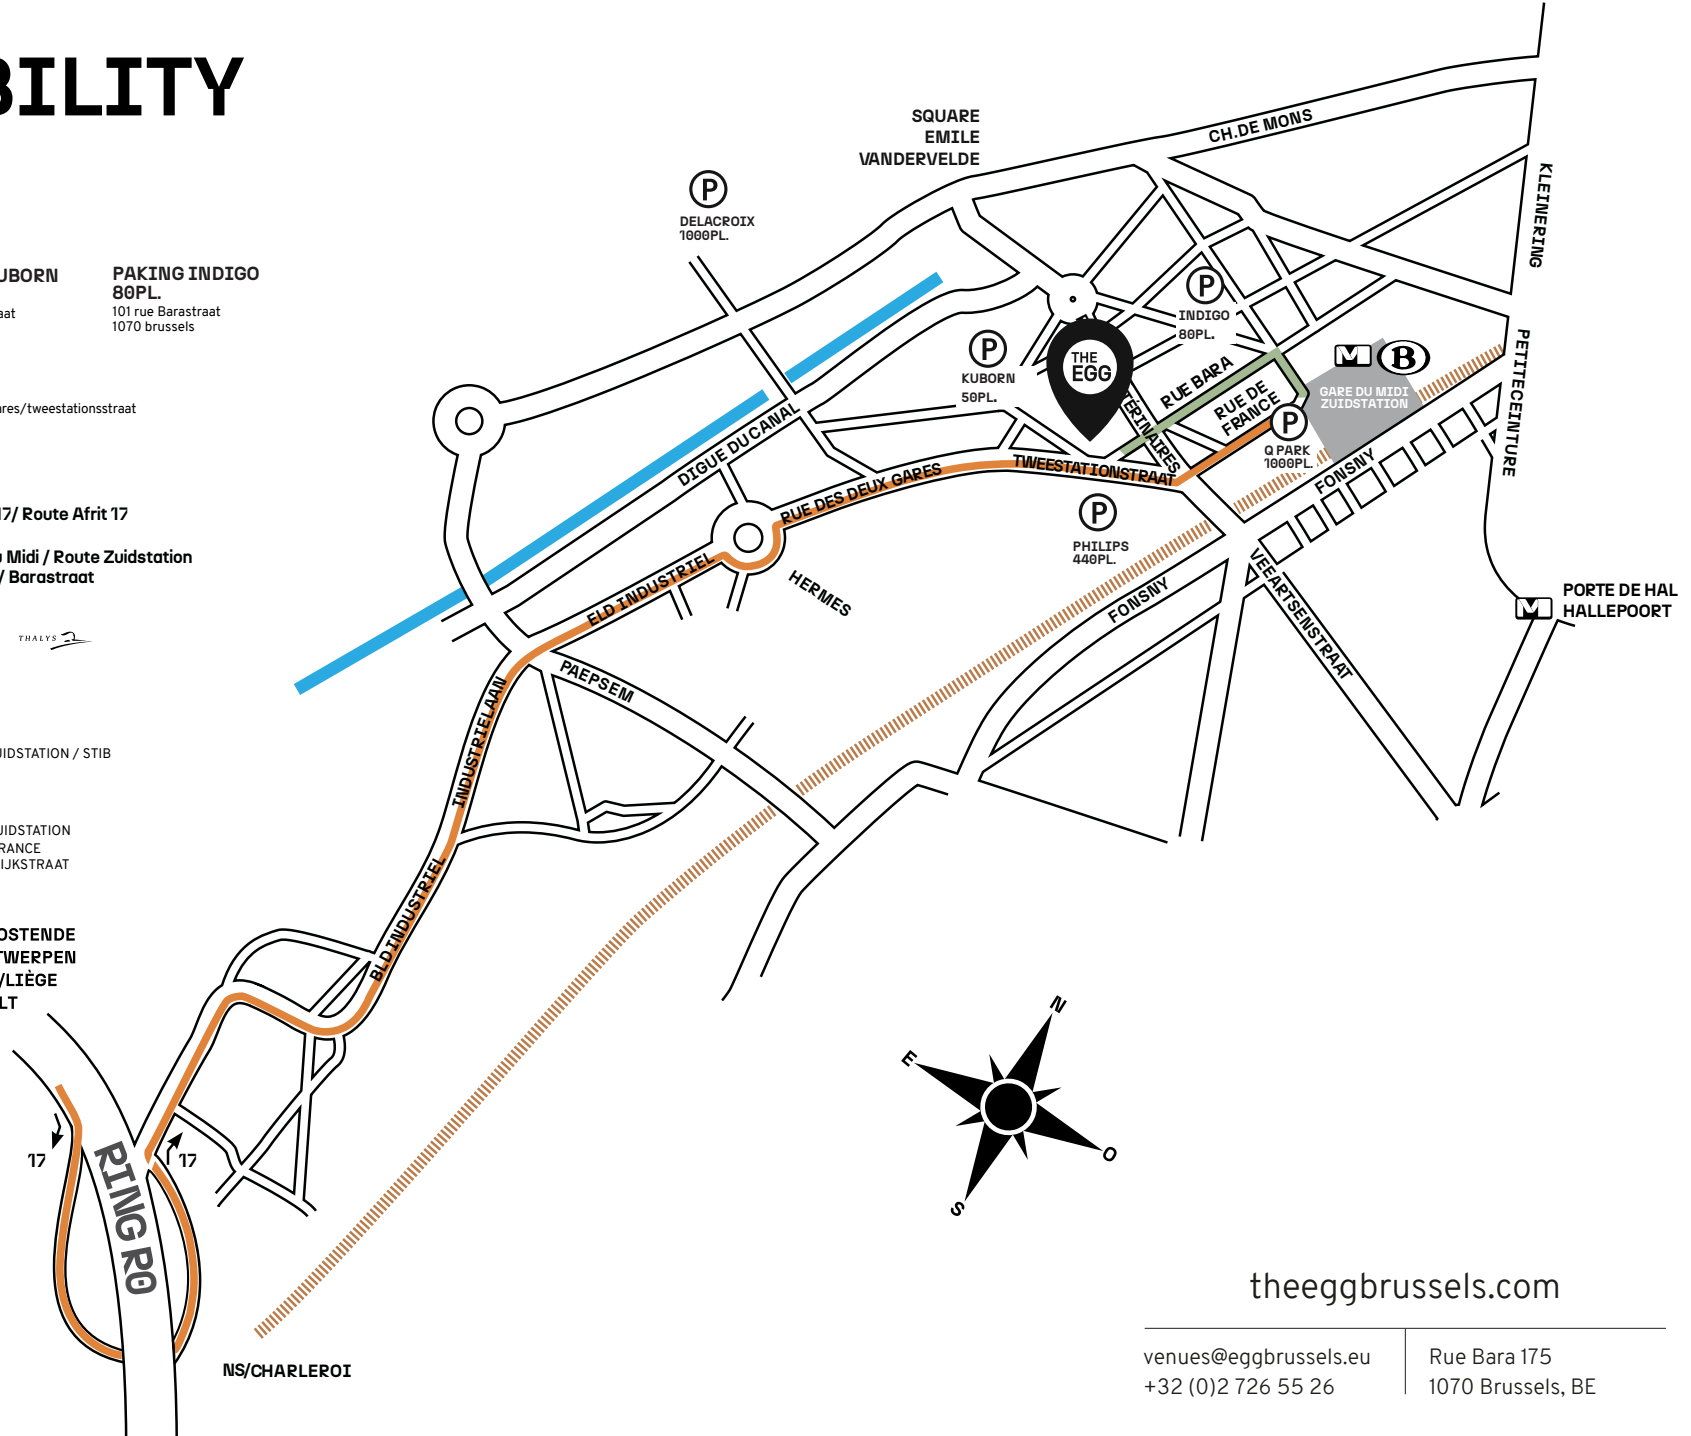 BILITY
UBORN
aat
PAKING INDIGO
80PL.
101 rue Barastraat
1070 brussels
res/tweestationsstraat
17/ Route Afrit 17
Midi / Route Zuidstation
/ Barastraat
THALYS
UIDSTATION / STIB
UIDSTATION
RANCE
IJKSTRAAT
OSTENDE
TWERPEN
/LIÈGE
LT
SQUARE
EMILE
VANDERVELDE
P
DELACROIX
1000PL.
CH.DE MONS
KLEINERING
PETITECEINTURE
P
INDIGO
80PL.
P
KUBORN
50PL.
THE
EGG
RUE BARA
RUE DE
FRANCE
TÉRINAIRES
M
B
GARE DU MIDI
ZUIDSTATION
P
Q PARK
1000PL.
FONSNY
DIGUE DU CANAL
RUE DES DEUX GARES
TWEESTATIONSTRAAT
P
PHILIPS
440PL.
HERMES
ELD INDUSTRIEL
FONSNY
VEEARTSENSTRAAT
M
PORTE DE HAL
HALLEPOORT
PAEPSEM
INDUSTRIELAAN
BLDINDUSTRIEL
17
17
RING R0
NS/CHARLEROI
N
E
O
S
theeggbrussels.com
venues@eggbrussels.eu
+32 (0)2 726 55 26
Rue Bara 175
1070 Brussels, BE